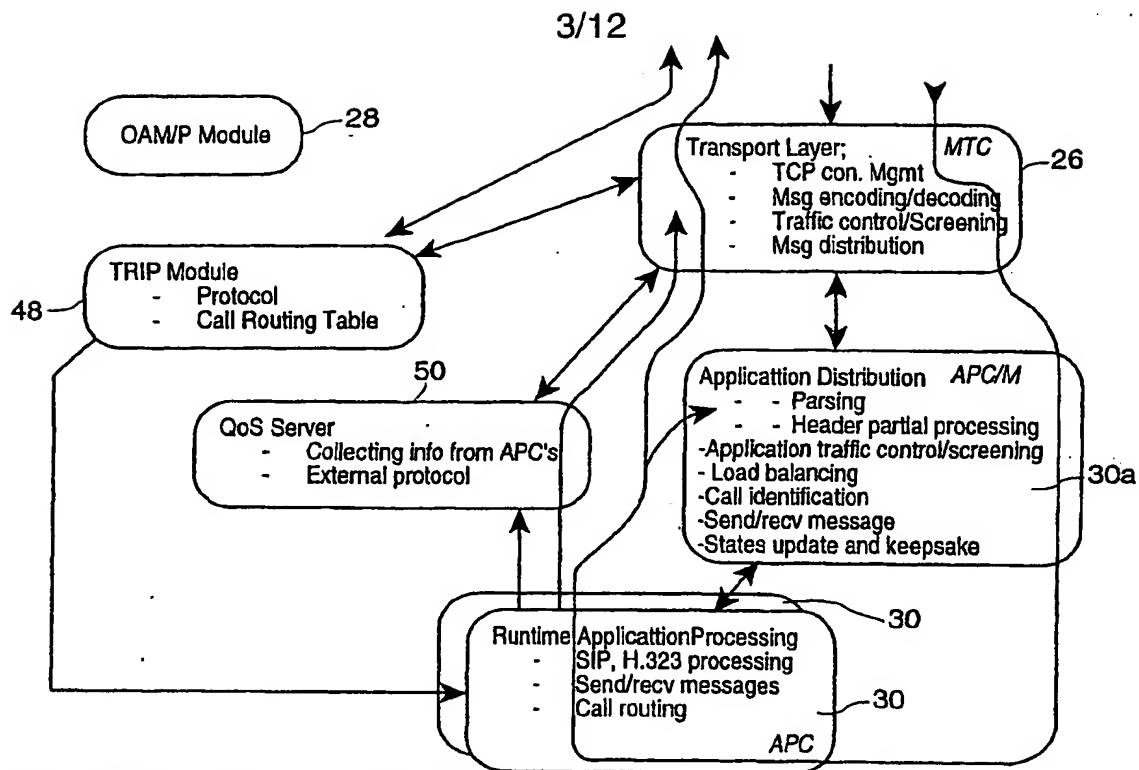 3/12
OAM/P Module
28
Transport Layer;
MTC
- TCP con. Mgmt
- Msg encoding/decoding
- Traffic control/Screening
- Msg distribution
26
TRIP Module
- Protocol
- Call Routing Table
48
50
QoS Server
- Collecting info from APC's
- External protocol
Applicattion Distribution
APC/M
- - Parsing
- - Header partial processing
-Application traffic control/screening
- Load balancing
-Call identification
-Send/recv message
-States update and keepsake
30a
30
Runtime ApplicattionProcessing
- SIP, H.323 processing
- Send/recv messages
- Call routing
30
APC